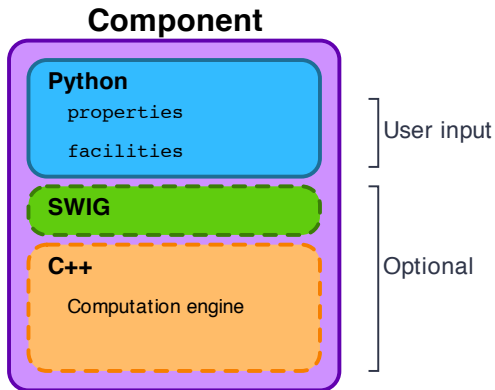 Component
Python
properties
facilities
User input
SWIG
C++
Computation engine
Optional